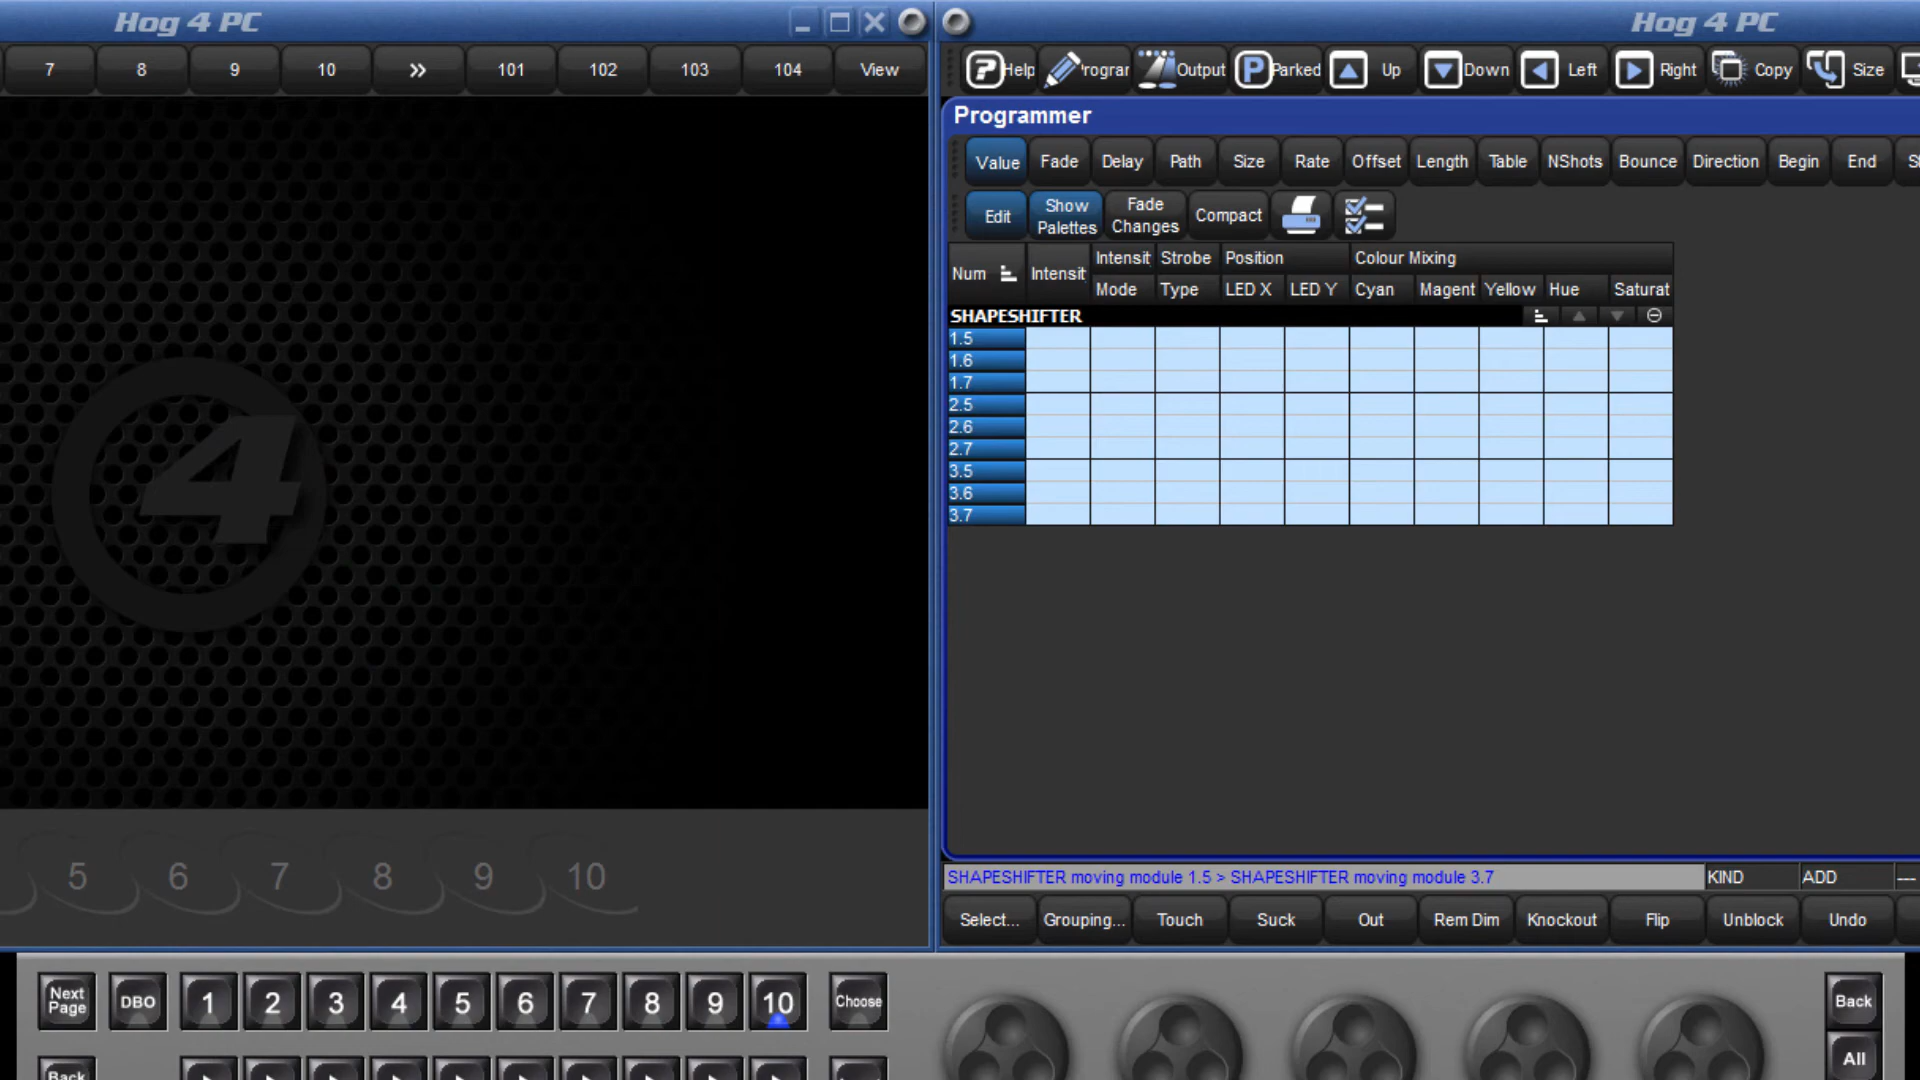 Hog 4 PC
7 8 9 10 » 101 102 103 104 View
4
5 6 7 8 9 10
Hog 4 PC
Help Prograr Output Parked Up Down Left Right Copy Size
Programmer
Value Fade Delay Path Size Rate Offset Length Table NShots Bounce Direction Begin End
Edit Show Palettes Fade Changes Compact
Num Intensit Intensit Strobe Position Colour Mixing
Mode Type LED X LED Y Cyan Magent Yellow Hue Saturat
SHAPESHIFTER
1.5
1.6
1.7
2.5
2.6
2.7
3.5
3.6
3.7
SHAPESHIFTER moving module 1.5 > SHAPESHIFTER moving module 3.7 KIND ADD ---
Select... Grouping... Touch Suck Out Rem Dim Knockout Flip Unblock Undo
Next Page DBO 1 2 3 4 5 6 7 8 9 10 Choose Back
Back All